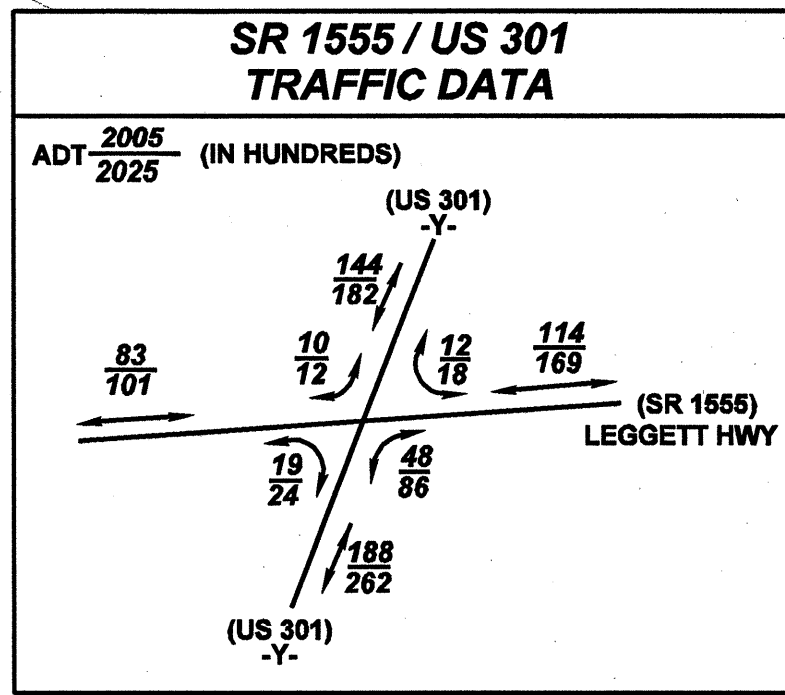 SR 1555 / US 301
TRAFFIC DATA
ADT 2005
2025 (IN HUNDREDS)
(US 301)
-Y-
144
182
10
12
12
18
114
169
83
101
(SR 1555)
LEGGETT HWY
19
24
48
86
188
262
(US 301)
-Y-